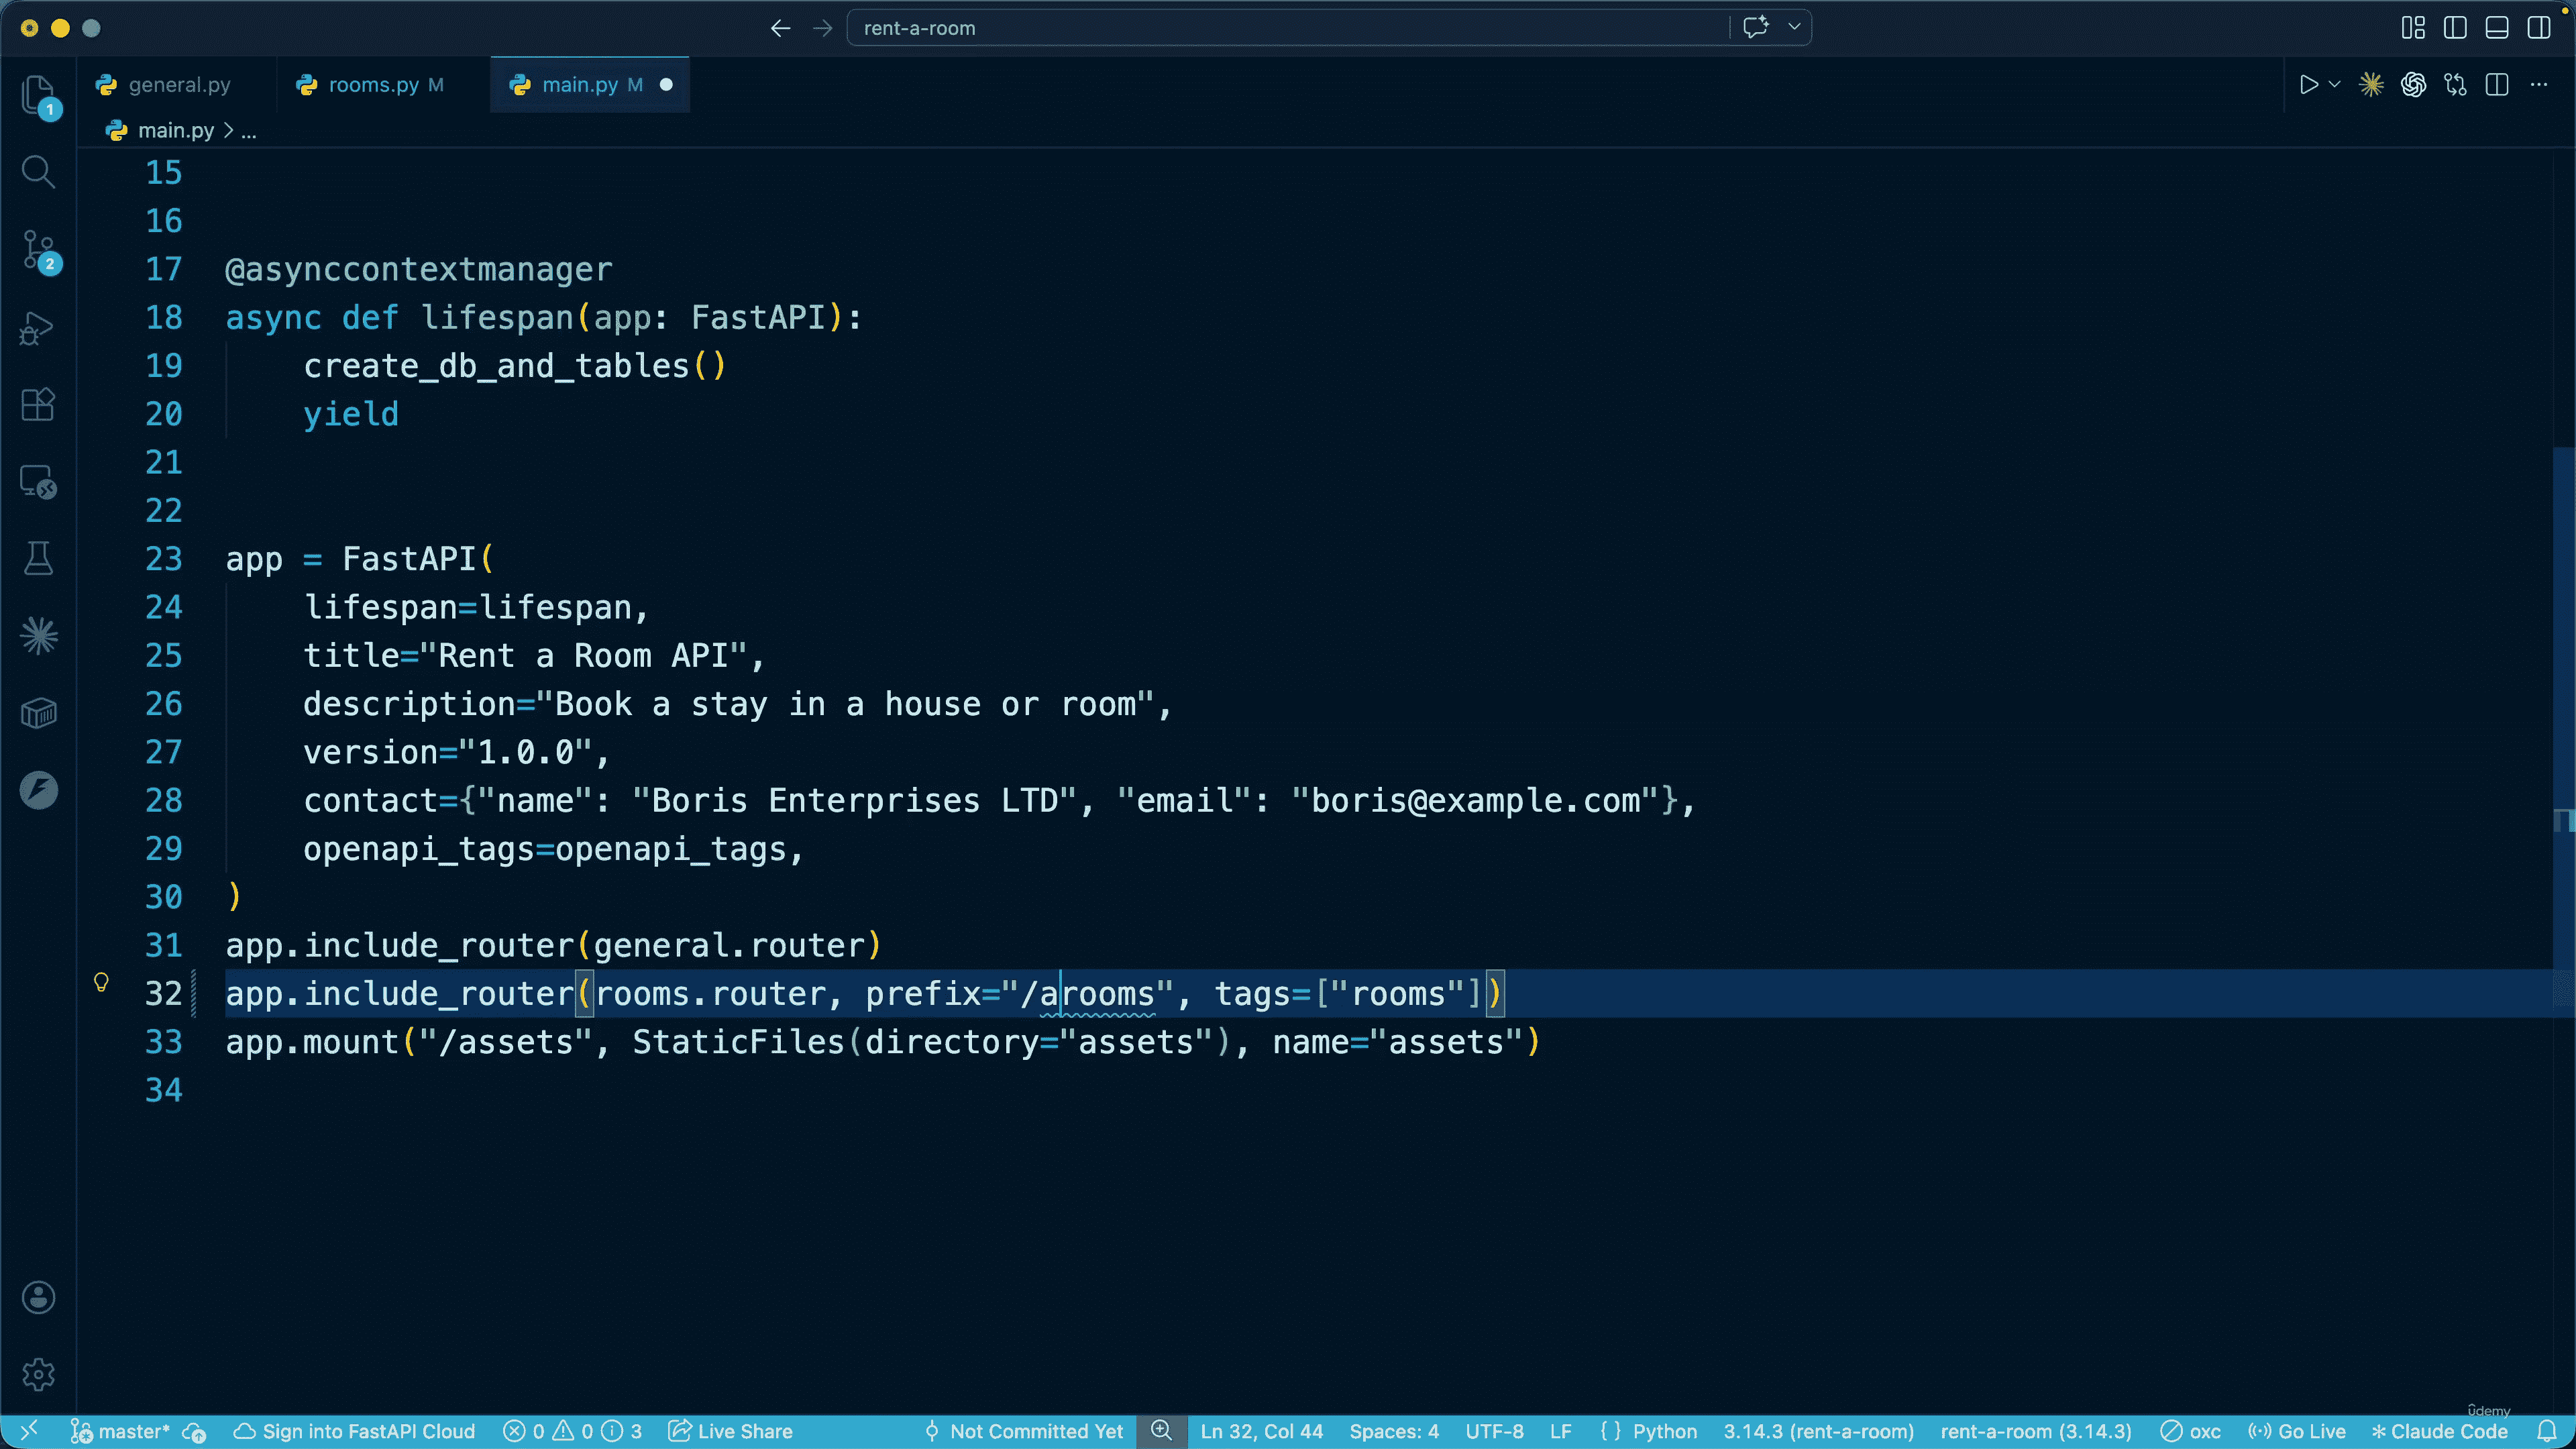 rent-a-room
general.py
rooms.py M
main.py M
main.py > ...
1
2
15
16
17 @asynccontextmanager
18 async def lifespan(app: FastAPI):
19 create_db_and_tables()
20 yield
21
22
23 app = FastAPI(
24 lifespan=lifespan,
25 title="Rent a Room API",
26 description="Book a stay in a house or room",
27 version="1.0.0",
28 contact={"name": "Boris Enterprises LTD", "email": "boris@example.com"},
29 openapi_tags=openapi_tags,
30 )
31 app.include_router(general.router)
32 app.include_router(rooms.router, prefix="/arooms", tags=["rooms"])
33 app.mount("/assets", StaticFiles(directory="assets"), name="assets")
34
ûdemy
master* Sign into FastAPI Cloud 0 0 3 Live Share Not Committed Yet Ln 32, Col 44 Spaces: 4 UTF-8 LF { } Python 3.14.3 (rent-a-room) rent-a-room (3.14.3) oxc Go Live Claude Code